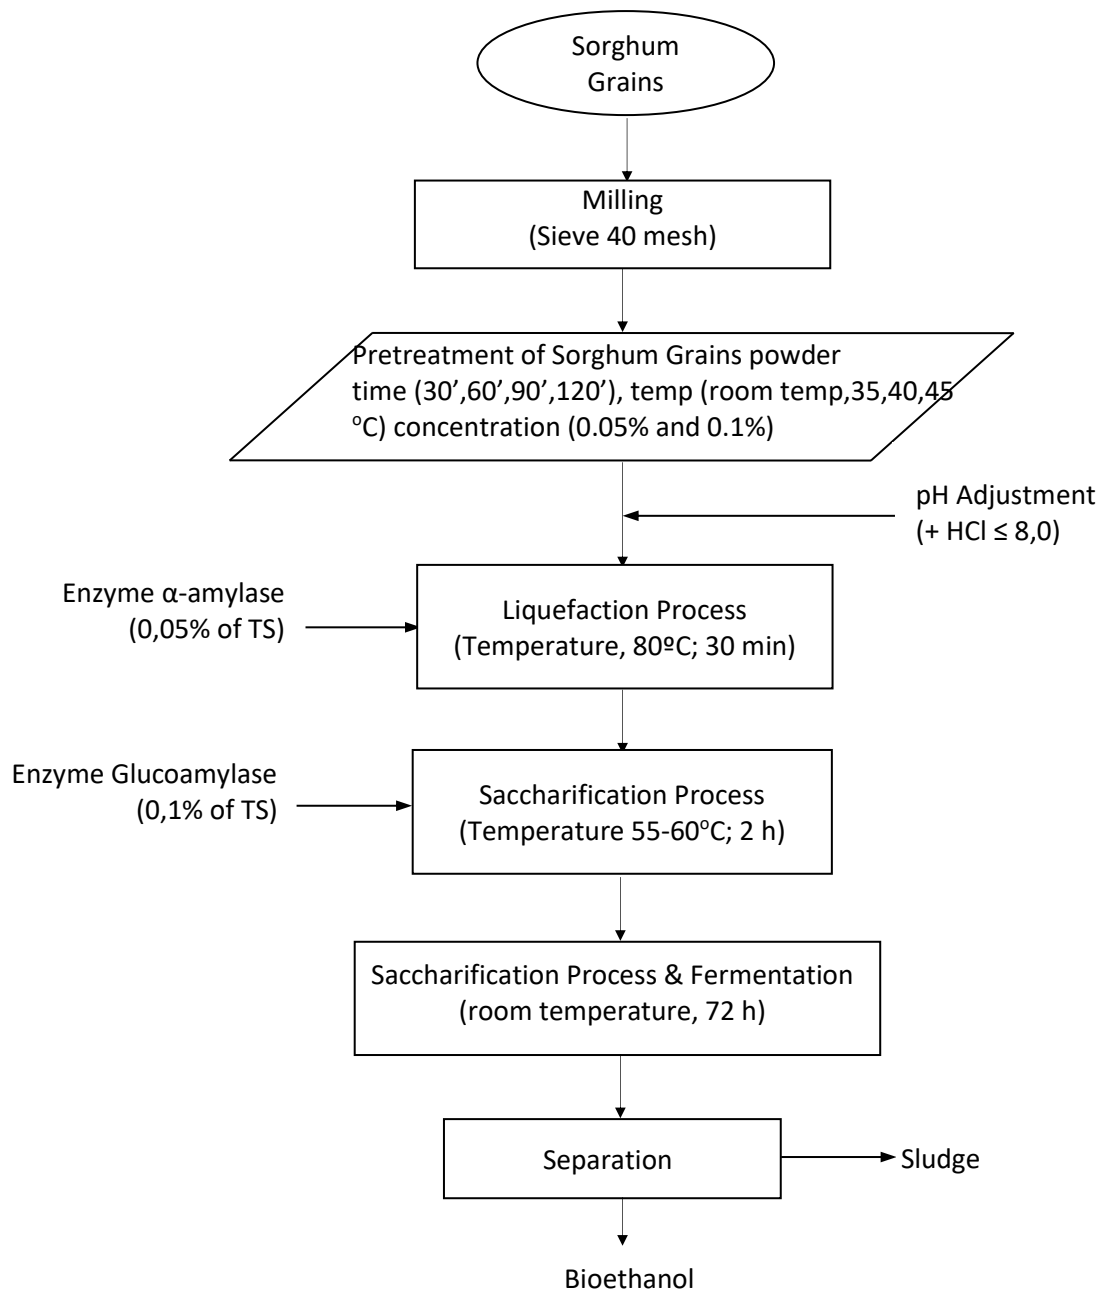 Sorghum
Grains
Milling
(Sieve 40 mesh)
Pretreatment of Sorghum Grains powder
time (30’,60’,90’,120’), temp (room temp,35,40,45
ºC) concentration (0.05% and 0.1%)
pH Adjustment
(+ HCl ≤ 8,0)
Enzyme α-amylase
(0,05% of TS)
Liquefaction Process
(Temperature, 80ºC; 30 min)
Enzyme Glucoamylase
(0,1% of TS)
Saccharification Process
(Temperature 55-60ºC; 2 h)
Saccharification Process & Fermentation
(room temperature, 72 h)
Separation
Sludge
Bioethanol